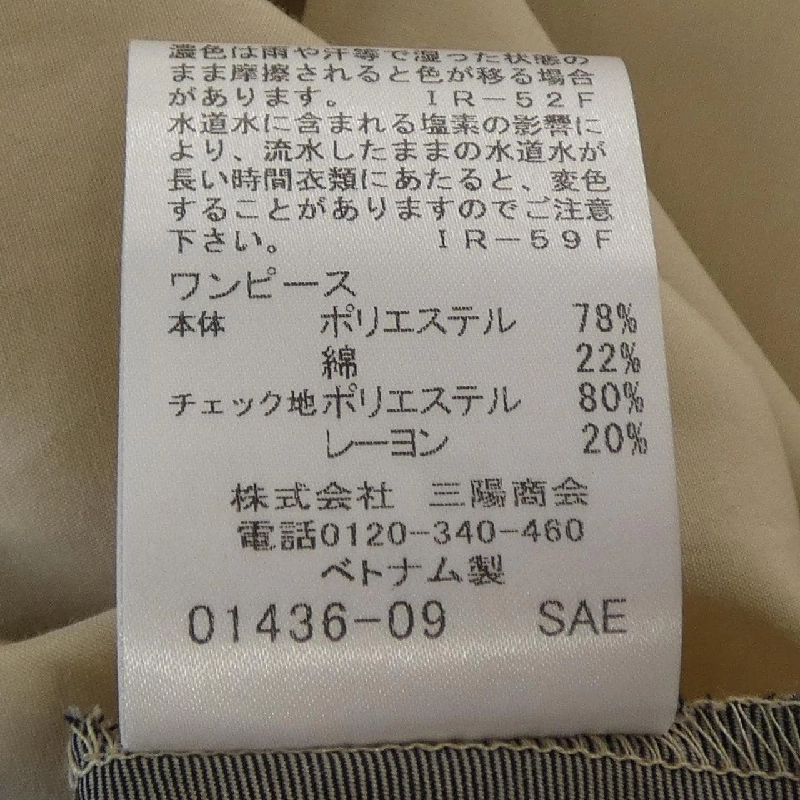 濃色は雨や汗等で湿った状態の
まま摩擦されると色が移る場合
があります。 IR-52F
水道水に含まれる塩素の影響に
より、流水したままの水道水が
長い時間衣類にあたると、変色
することがありますのでご注意
下さい。 IR-59F
ワンピース
本体 ポリエステル 78%
綿 22%
チェック地ポリエステル 80%
レーヨン 20%
株式会社 三陽商会
電話0120-340-460
ベトナム製
01436-09 SAE